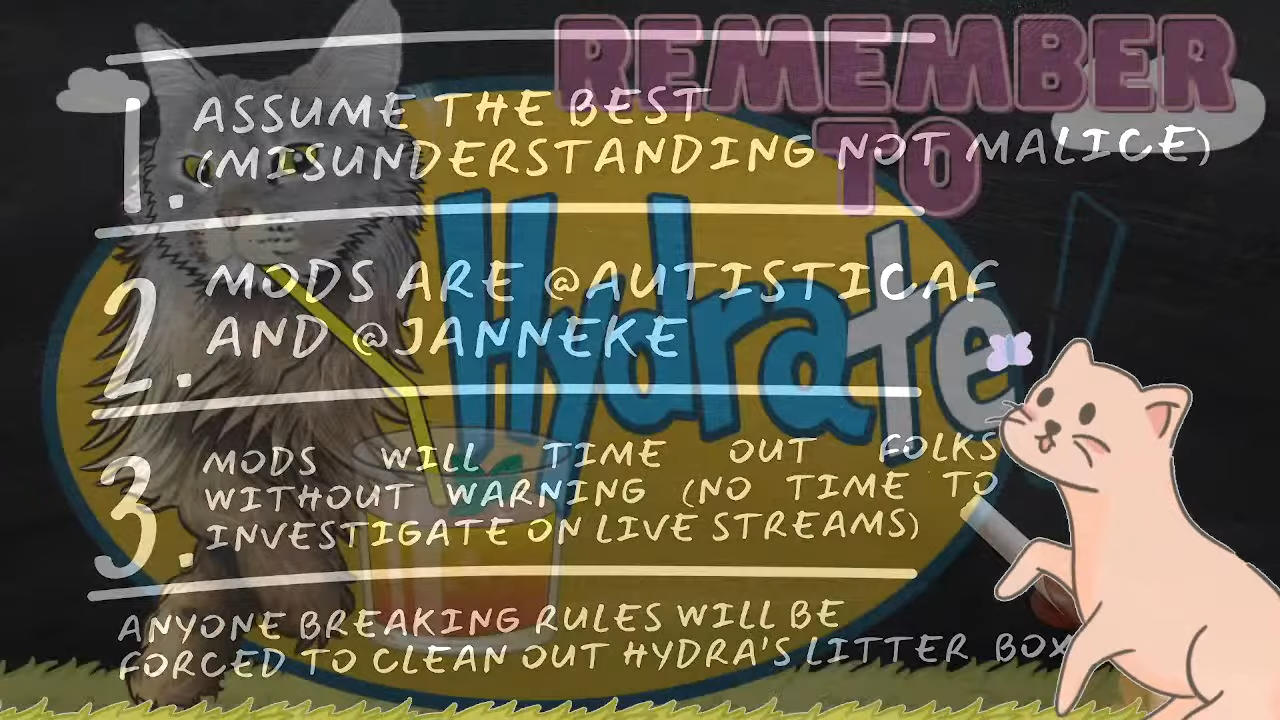 REMEMBER
TO
Hydrate!
1. ASSUME THE BEST
(MISUNDERSTANDING NOT MALICE)
2. MODS ARE @AUTISTICAF
AND @JANNEKE
3. MODS WILL TIME OUT FOLKS
WITHOUT WARNING (NO TIME TO
INVESTIGATE ON LIVE STREAMS)
ANYONE BREAKING RULES WILL BE
FORCED TO CLEAN OUT HYDRA'S LITTER BOX